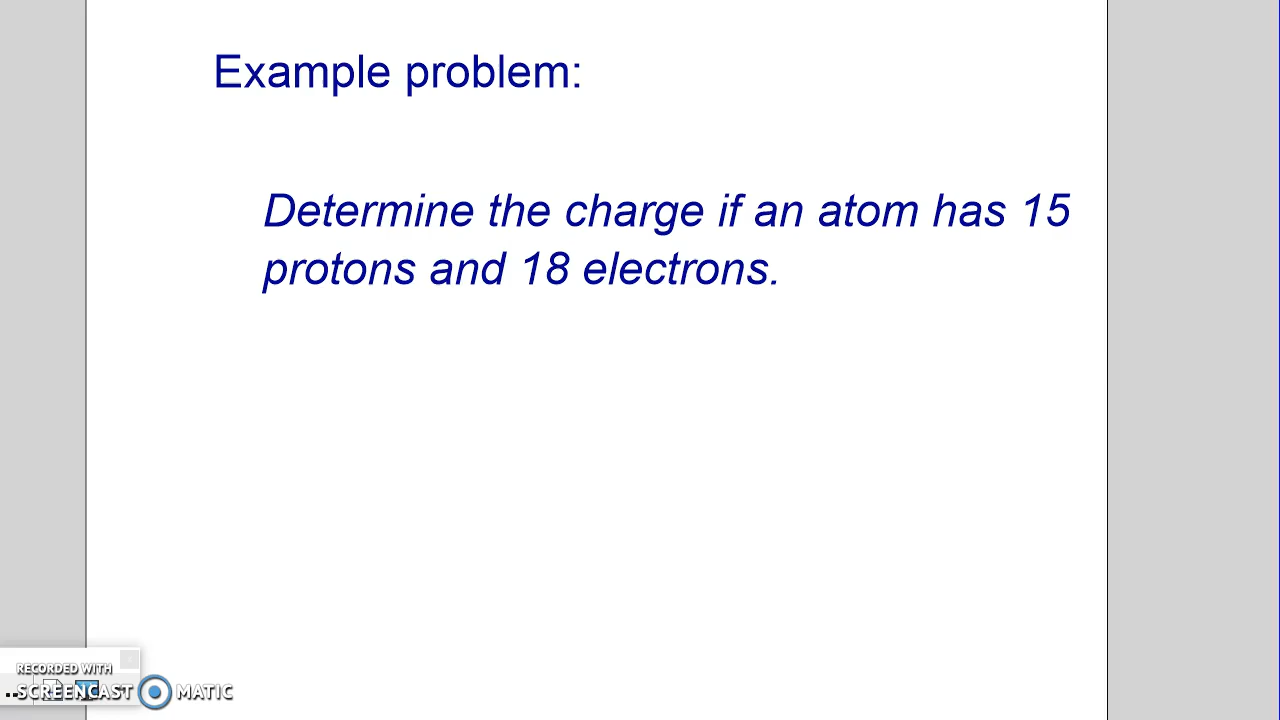 Example problem:
Determine the charge if an atom has 15
protons and 18 electrons.
RECORDED WITH
SCREENCAST MATIC